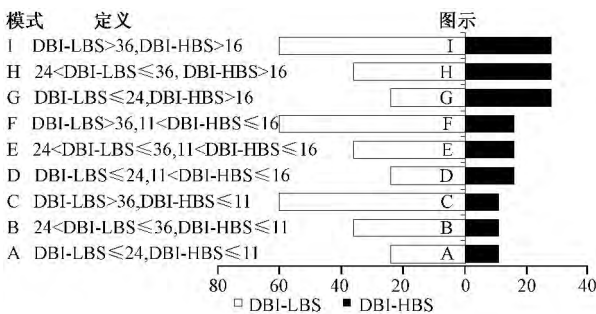 模式 定义 图示
I DBI-LBS>36,DBI-HBS>16 I
H 24<DBI-LBS≤36, DBI-HBS>16 H
G DBI-LBS≤24,DBI-HBS>16 G
F DBI-LBS>36,11<DBI-HBS≤16 F
E 24<DBI-LBS≤36,11<DBI-HBS≤16 E
D DBI-LBS≤24,11<DBI-HBS≤16 D
C DBI-LBS>36,DBI-HBS≤11 C
B 24<DBI-LBS≤36,DBI-HBS≤11 B
A DBI-LBS≤24,DBI-HBS≤11 A
80 60 40 20 0 20 40
DBI-LBS DBI-HBS